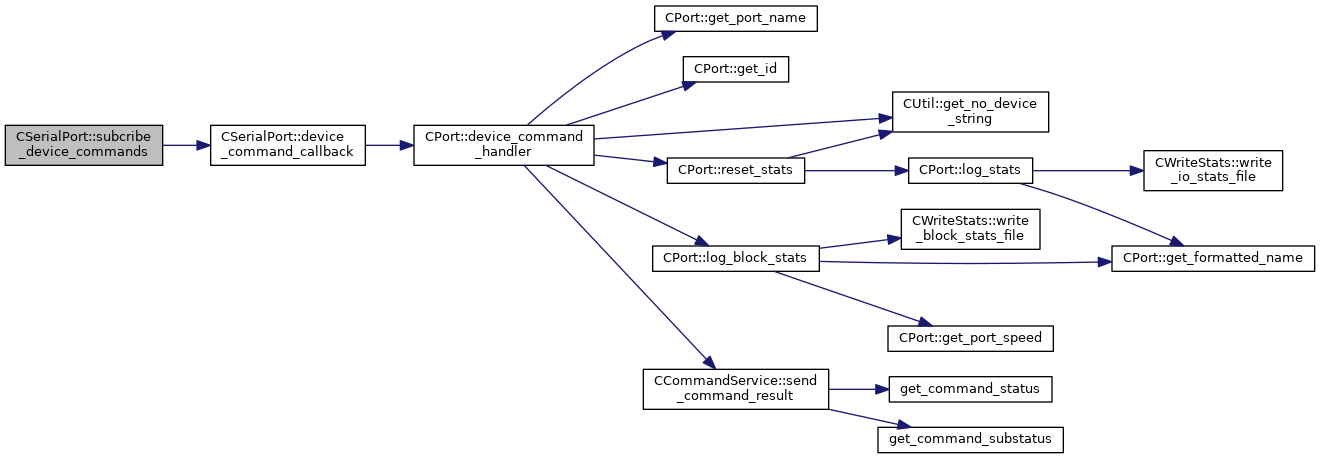 CPort::get_port_name
CPort::get_id
CUtil::get_no_device
_string
CSerialPort::subcribe
_device_commands
CSerialPort::device
_command_callback
CPort::device_command
_handler
CPort::reset_stats
CPort::log_stats
CWriteStats::write
_io_stats_file
CWriteStats::write
_block_stats_file
CPort::log_block_stats
CPort::get_formatted_name
CPort::get_port_speed
CCommandService::send
_command_result
get_command_status
get_command_substatus